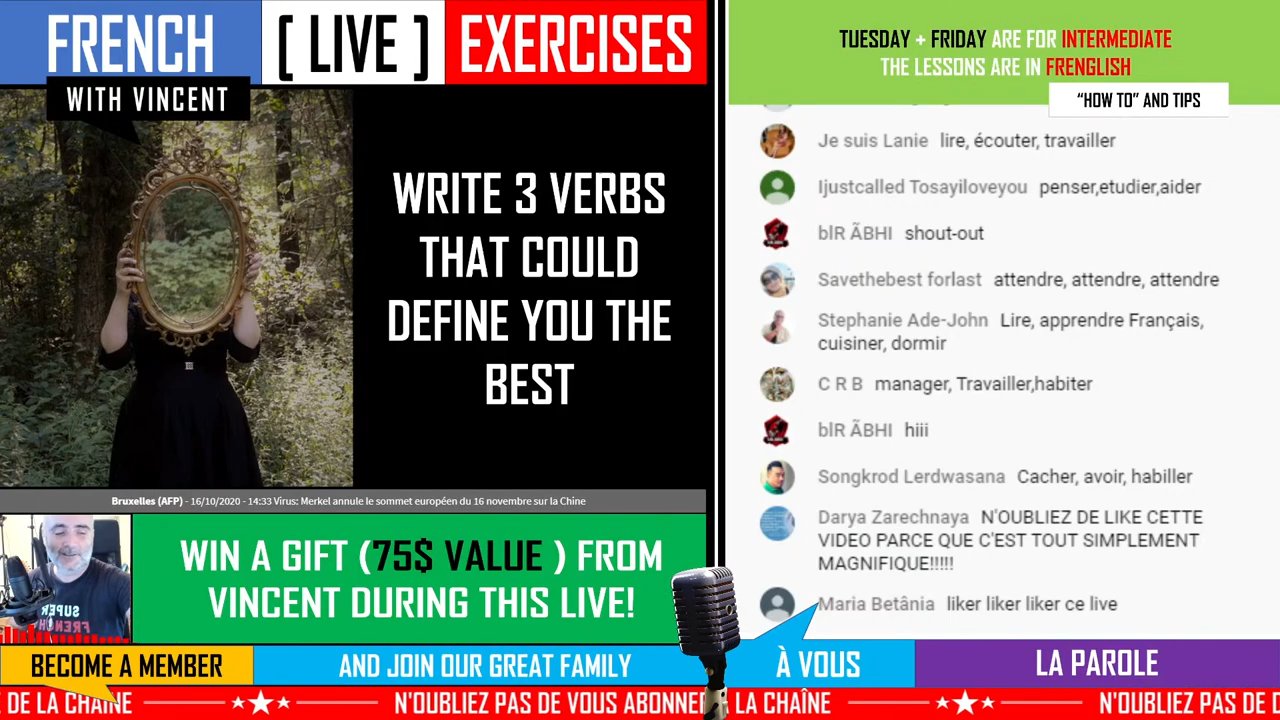 FRENCH
[ LIVE ]
EXERCISES
WITH VINCENT
WRITE 3 VERBS
THAT COULD
DEFINE YOU THE
BEST
Bruxelles (AFP) - 16/10/2020 - 14:33 Virus: Merkel annule le sommet européen du 16 novembre sur la Chine
WIN A GIFT (75$ VALUE ) FROM
VINCENT DURING THIS LIVE!
SUPER
FRENCH
BECOME A MEMBER
AND JOIN OUR GREAT FAMILY
TUESDAY + FRIDAY ARE FOR INTERMEDIATE
THE LESSONS ARE IN FRENGLISH
“HOW TO” AND TIPS
Je suis Lanie lire, écouter, travailler
Ijustcalled Tosayiloveyou penser,etudier,aider
blR ÃBHI shout-out
Savethebest forlast attendre, attendre, attendre
Stephanie Ade-John Lire, apprendre Français,
cuisiner, dormir
C R B manager, Travailler,habiter
blR ÃBHI hiii
Songkrod Lerdwasana Cacher, avoir, habiller
Darya Zarechnaya N'OUBLIEZ DE LIKE CETTE
VIDEO PARCE QUE C'EST TOUT SIMPLEMENT
MAGNIFIQUE!!!!!
Maria Betânia liker liker liker ce live
À VOUS
LA PAROLE
DE LA CHAÎNE N'OUBLIEZ PAS DE VOUS ABONNER LA CHAÎNE N'OUBLIEZ PAS DE